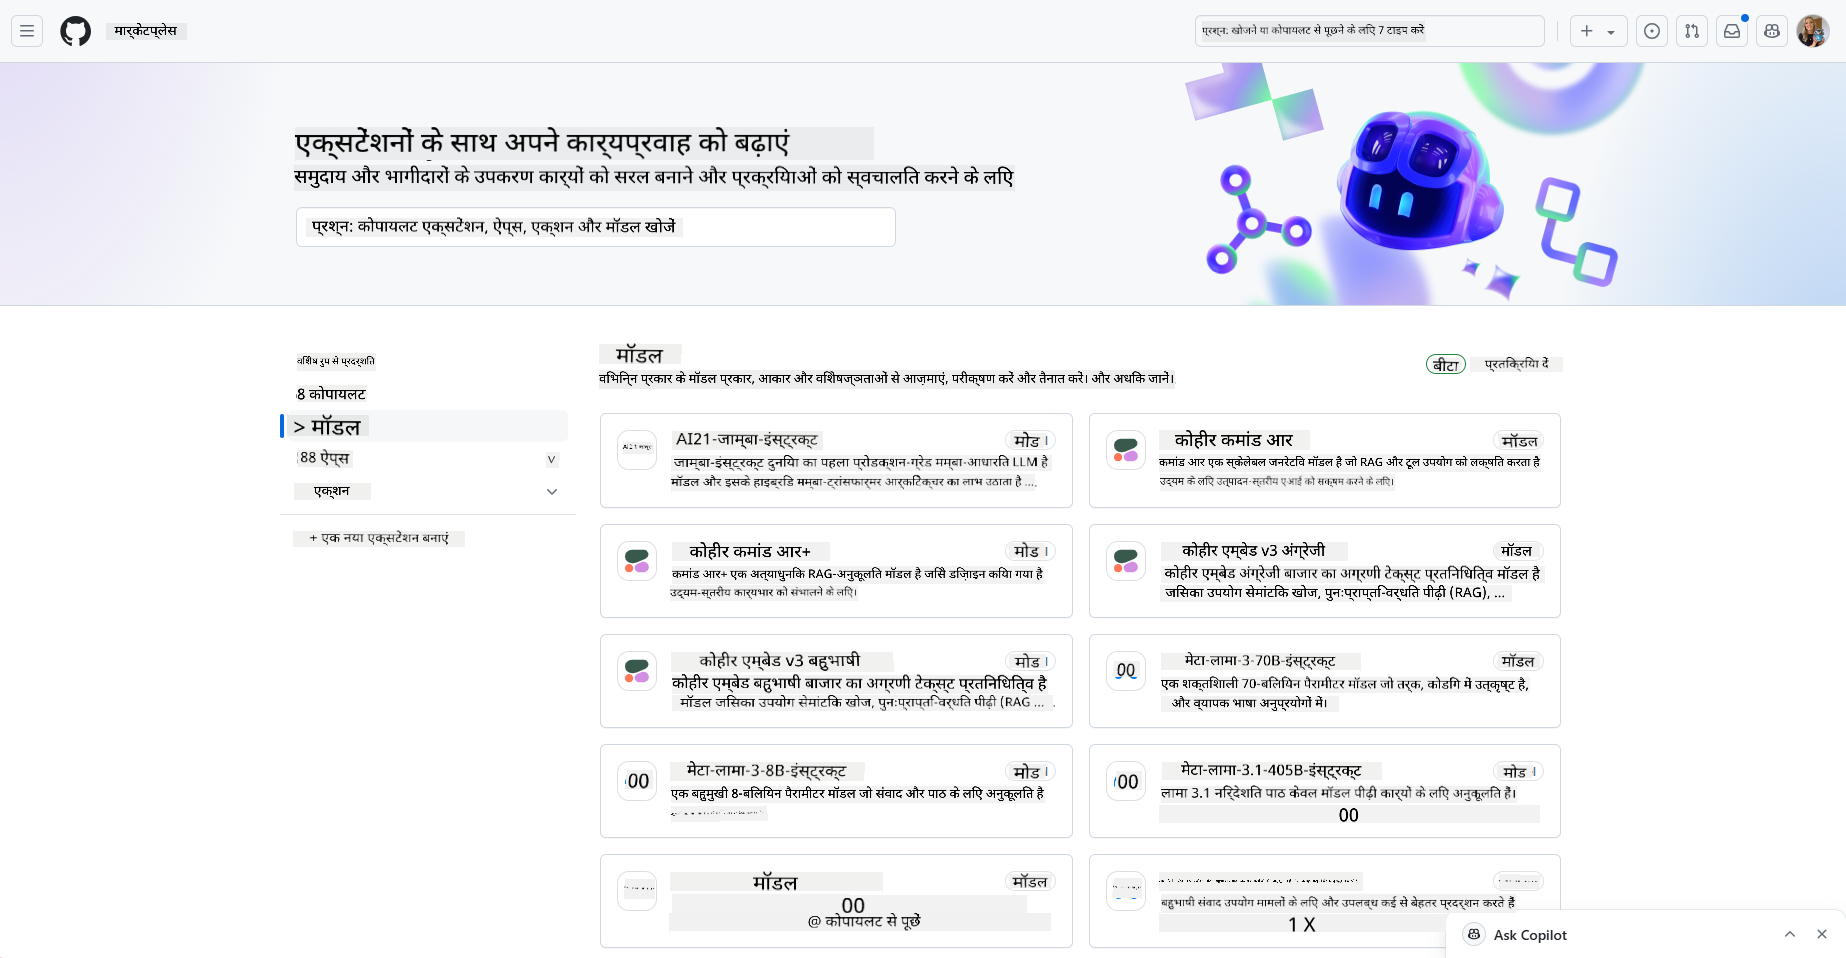 मार्केटप्लेस
प्रश्न: खोजने या कोपायलट से पूछने के लिए 7 टाइप करें
एक्सटेंशनों के साथ अपने कार्यप्रवाह को बढ़ाएं
समुदाय और भागीदारों के उपकरण कार्यों को सरल बनाने और प्रक्रियाओं को स्वचालित करने के लिए
प्रश्न: कोपायलट एक्सटेंशन, ऐप्स, एक्शन और मॉडल खोजें
विशेष रूप से प्रदर्शित
8 कोपायलट
> मॉडल
88 ऐप्स
v
एक्शन
+ एक नया एक्सटेंशन बनाएं
मॉडल
विभिन्न प्रकार के मॉडल प्रकार, आकार और विशेषज्ञताओं से आज़माएं, परीक्षण करें और तैनात करें। और अधिक जानें।
बीटा
प्रतिक्रिया दें
AI21-जाम्बा-इंस्ट्रक्ट
मोड
जाम्बा-इंस्ट्रक्ट दुनिया का पहला प्रोडक्शन-ग्रेड मम्बा-आधारित LLM है
मॉडल और इसके हाइब्रिड मम्बा-ट्रांसफार्मर आर्किटेक्चर का लाभ उठाता है ...
कोहीर कमांड आर
मॉडल
कमांड आर एक स्केलेबल जनरेटिव मॉडल है जो RAG और टूल उपयोग को लक्षित करता है
उद्यम के लिए उत्पादन-स्तरीय एआई को सक्षम करने के लिए।
कोहीर कमांड आर+
मोड
कमांड आर+ एक अत्याधुनिक RAG-अनुकूलित मॉडल है जिसे डिज़ाइन किया गया है
उद्यम-स्तरीय कार्यभार को संभालने के लिए।
कोहीर एम्बेड v3 अंग्रेजी
मॉडल
कोहीर एम्बेड अंग्रेजी बाजार का अग्रणी टेक्स्ट प्रतिनिधित्व मॉडल है
जिसका उपयोग सेमांटिक खोज, पुनःप्राप्ति-वर्धित पीढ़ी (RAG), ...
कोहीर एम्बेड v3 बहुभाषी
मोड
कोहीर एम्बेड बहुभाषी बाजार का अग्रणी टेक्स्ट प्रतिनिधित्व है
मॉडल जिसका उपयोग सेमांटिक खोज, पुनःप्राप्ति-वर्धित पीढ़ी (RAG ...
00
मेटा-लामा-3-70B-इंस्ट्रक्ट
मॉडल
एक शक्तिशाली 70-बिलियन पैरामीटर मॉडल जो तर्क, कोडिंग में उत्कृष्ट है,
और व्यापक भाषा अनुप्रयोगों में।
00
मेटा-लामा-3-8B-इंस्ट्रक्ट
मोड
एक बहुमुखी 8-बिलियन पैरामीटर मॉडल जो संवाद और पाठ के लिए अनुकूलित है
00
मेटा-लामा-3.1-405B-इंस्ट्रक्ट
मोड
लामा 3.1 निर्देशित पाठ केवल मॉडल पीढ़ी कार्यों के लिए अनुकूलित हैं।
00
मॉडल
मॉडल
00
@ कोपायलट से पूछें
बहुभाषी संवाद उपयोग मामलों के लिए और उपलब्ध कई से बेहतर प्रदर्शन करते हैं
1 X
Ask Copilot